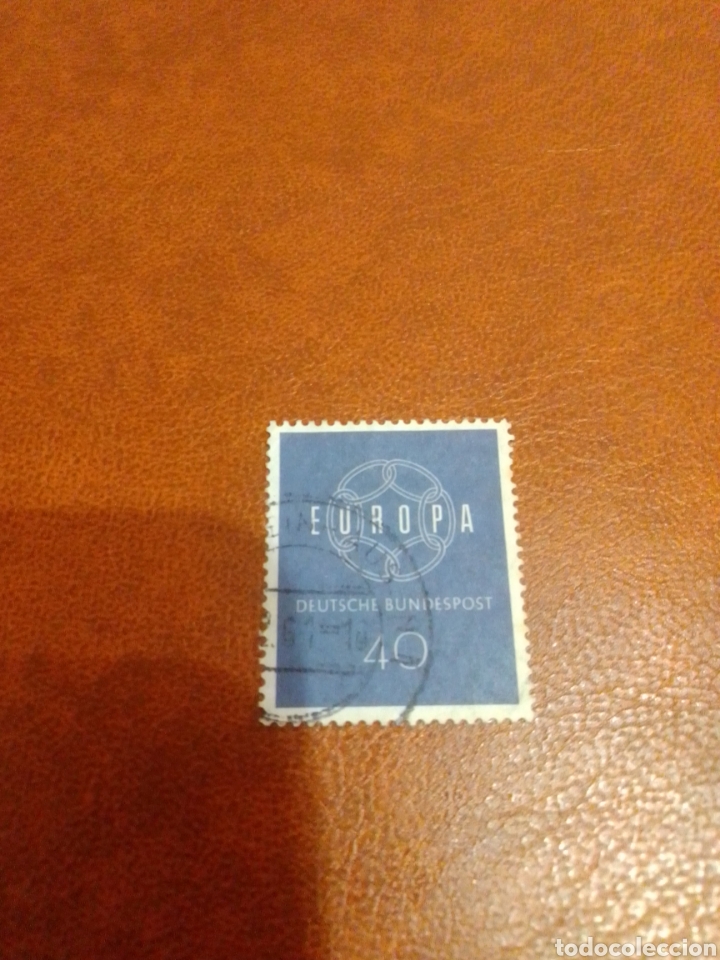 EUROPA
DEUTSCHE BUNDESPOST
40
todocoleccion